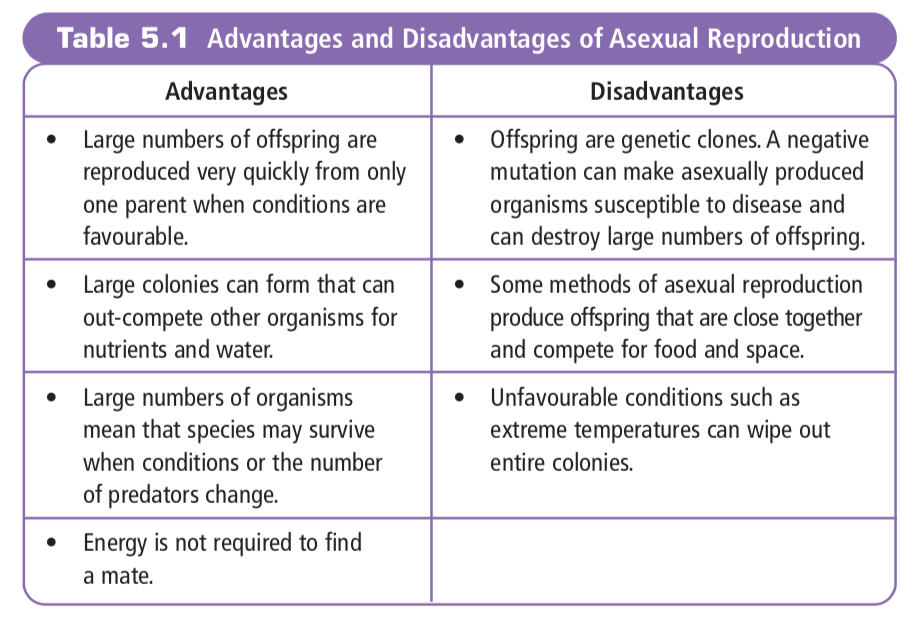 Table 5.1 Advantages and Disadvantages of Asexual Reproduction
Advantages
Disadvantages
• Large numbers of offspring are
reproduced very quickly from only
one parent when conditions are
favourable.
• Offspring are genetic clones. A negative
mutation can make asexually produced
organisms susceptible to disease and
can destroy large numbers of offspring.
• Large colonies can form that can
out-compete other organisms for
nutrients and water.
• Some methods of asexual reproduction
produce offspring that are close together
and compete for food and space.
• Large numbers of organisms
mean that species may survive
when conditions or the number
of predators change.
• Unfavourable conditions such as
extreme temperatures can wipe out
entire colonies.
• Energy is not required to find
a mate.